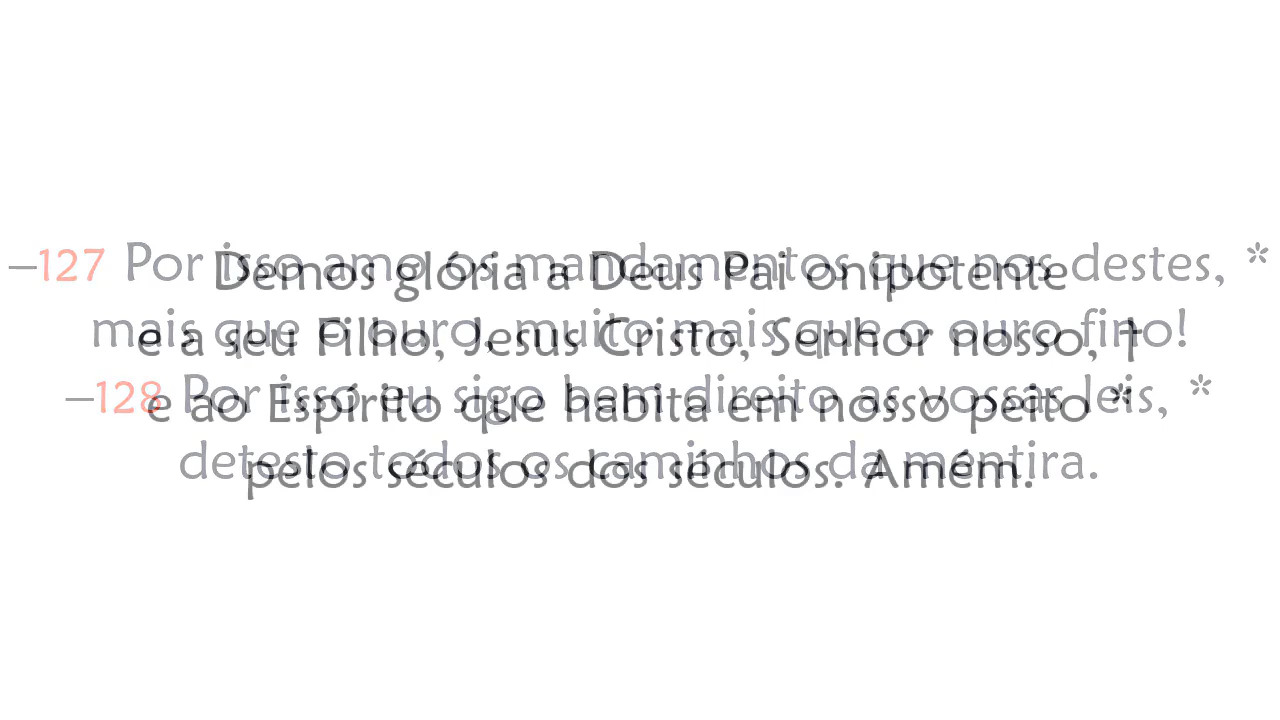 –127 Por isso amo os mandamentos que nos destes, *
mais que o ouro, muito mais que o ouro fino!
–128 Por isso eu sigo bem direito as vossas leis, *
detesto todos os caminhos da mentira.
Demos glória a Deus Pai onipotente
e a seu Filho, Jesus Cristo, Senhor nosso, †
e ao Espírito que habita em nosso peito *
pelos séculos dos séculos. Amém.